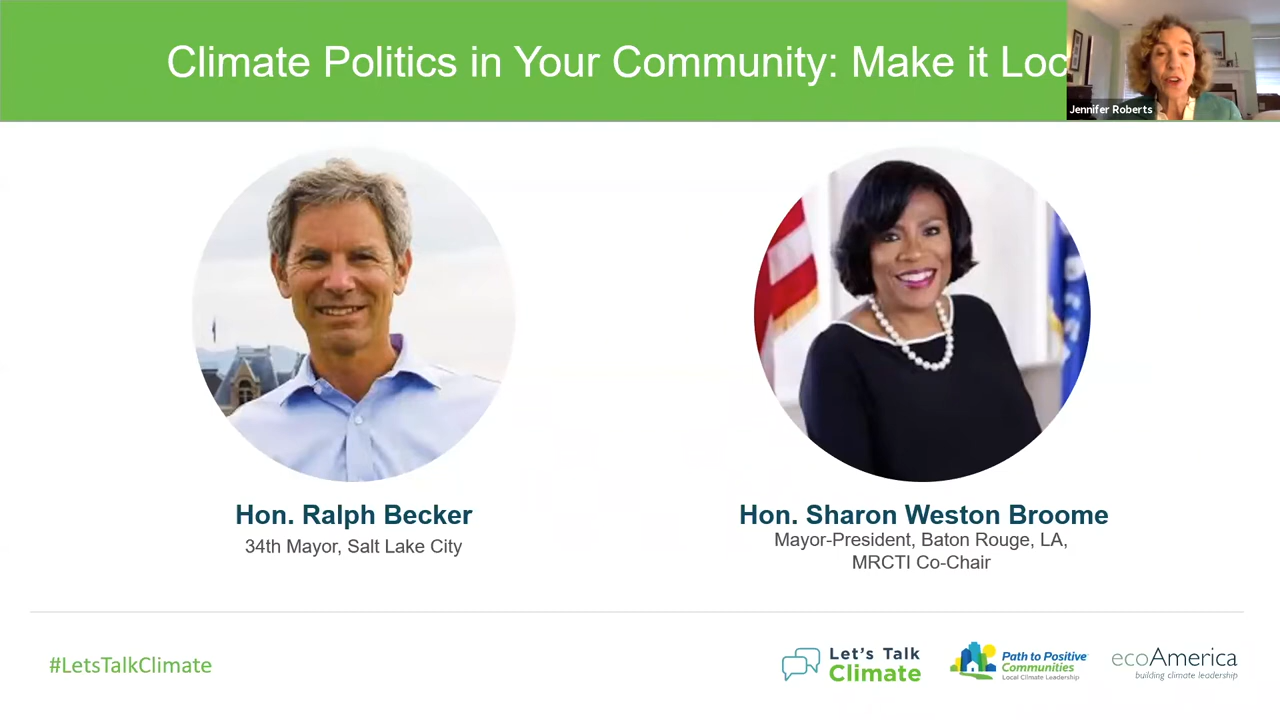 Climate Politics in Your Community: Make it Loc
Jennifer Roberts
Hon. Ralph Becker
34th Mayor, Salt Lake City
Hon. Sharon Weston Broome
Mayor-President, Baton Rouge, LA,
MRCTI Co-Chair
#LetsTalkClimate
Let's Talk
Climate
Path to Positive
Communities
Local Climate Leadership
ecoAmerica
building climate leadership